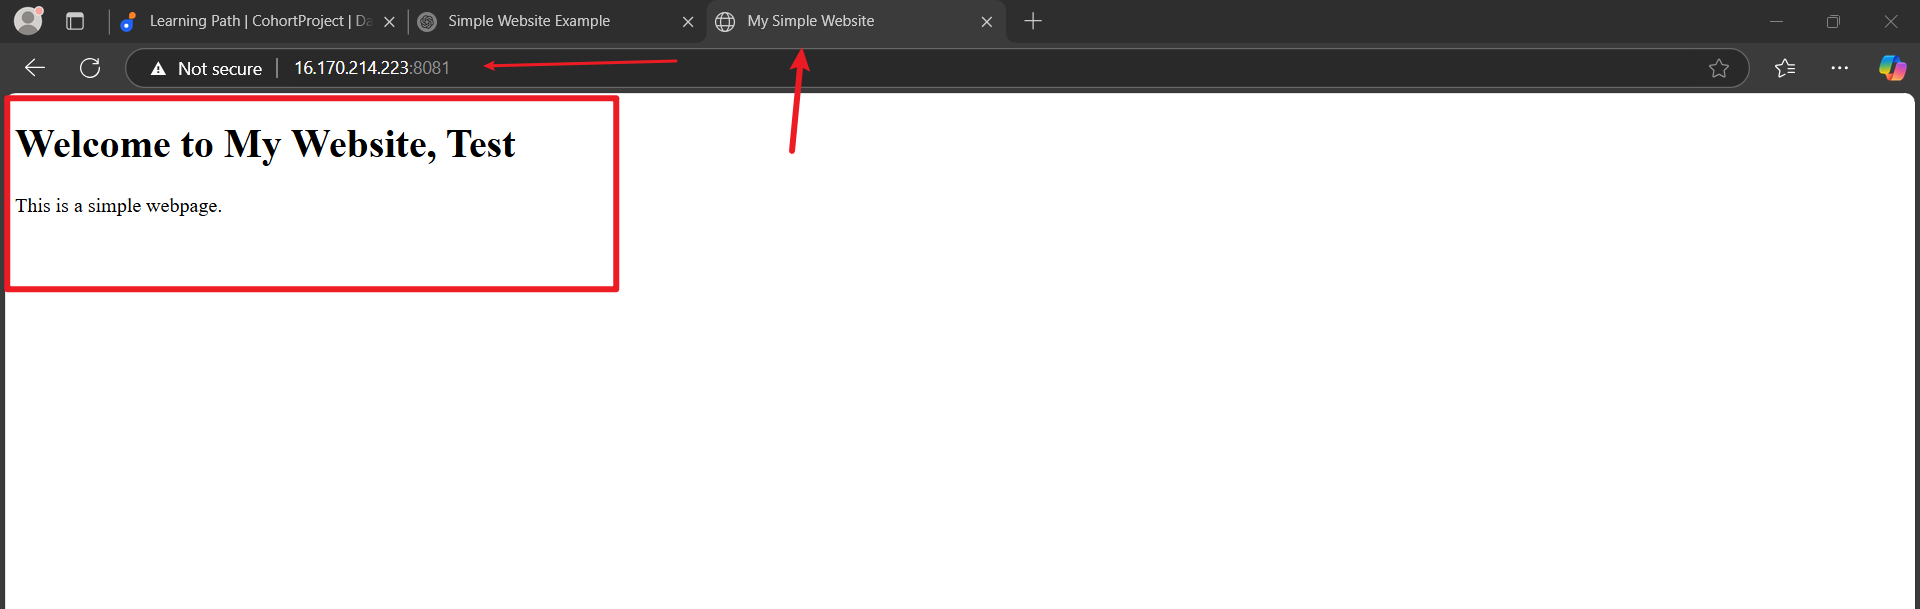 Learning Path | CohortProject | Da
Simple Website Example
My Simple Website
Not secure
16.170.214.223:8081
Welcome to My Website, Test
This is a simple webpage.